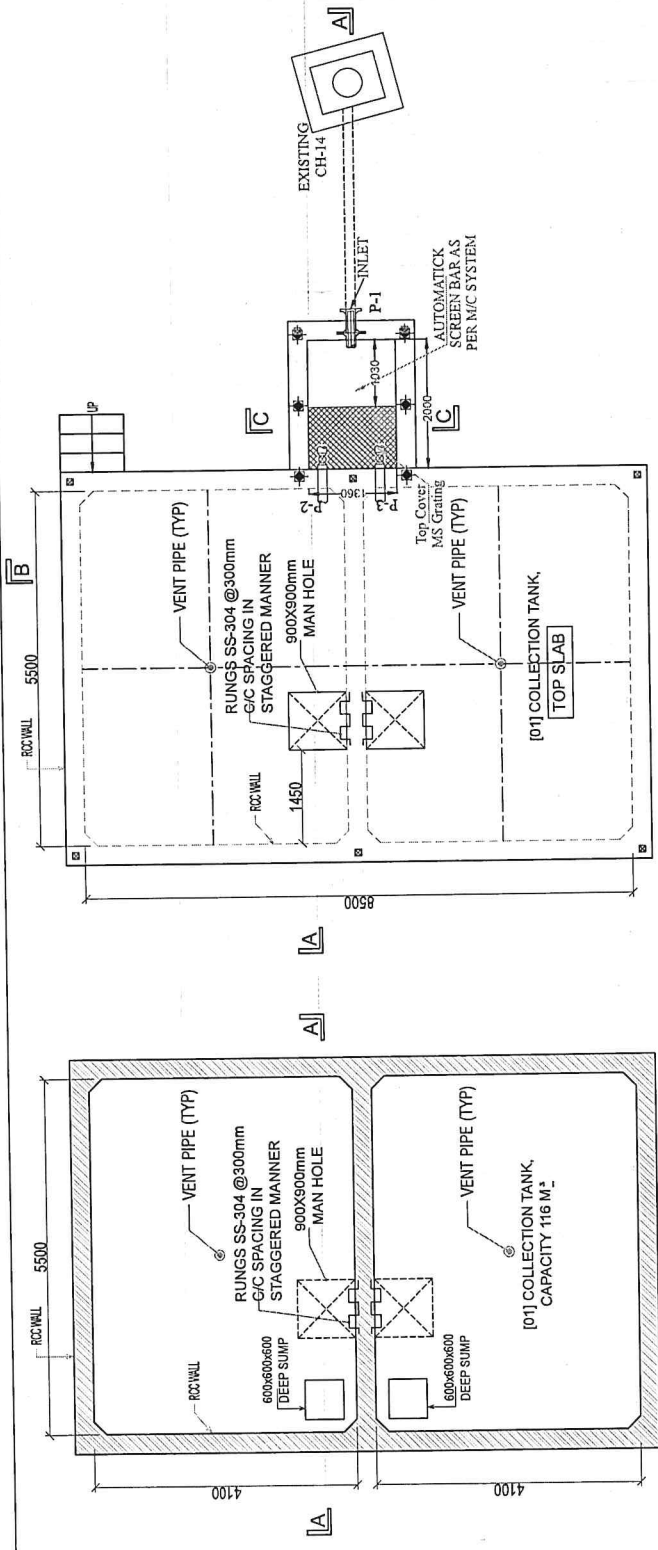 RCC WALL
5500
RCC WALL
VENT PIPE (TYP)
RUNGS SS-304 @300mm
C/C SPACING IN
STAGGERED MANNER
900X900mm
MAN HOLE
600x600x600
DEEP SUMP
600x600x600
DEEP SUMP
VENT PIPE (TYP)
[01] COLLECTION TANK,
CAPACITY 116 M³
4100
4100
A
A
RCC WALL
5500
B
UP
VENT PIPE (TYP)
RUNGS SS-304 @300mm
C/C SPACING IN
STAGGERED MANNER
900X900mm
MAN HOLE
RCC WALL
1450
8500
A
VENT PIPE (TYP)
[01] COLLECTION TANK,
TOP SLAB
C
C
P-2
P-3
1360
Top Cover
MS Grating
1030
2000
INLET
P-1
AUTOMATICK
SCREEN BAR AS
PER M/C SYSTEM
EXISTING
CH-14
A